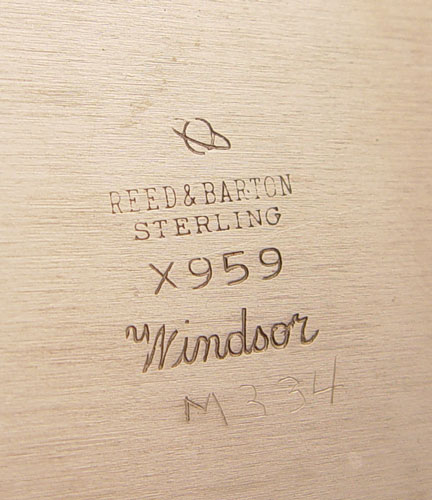 REED & BARTON
STERLING
X959
Windsor
M334